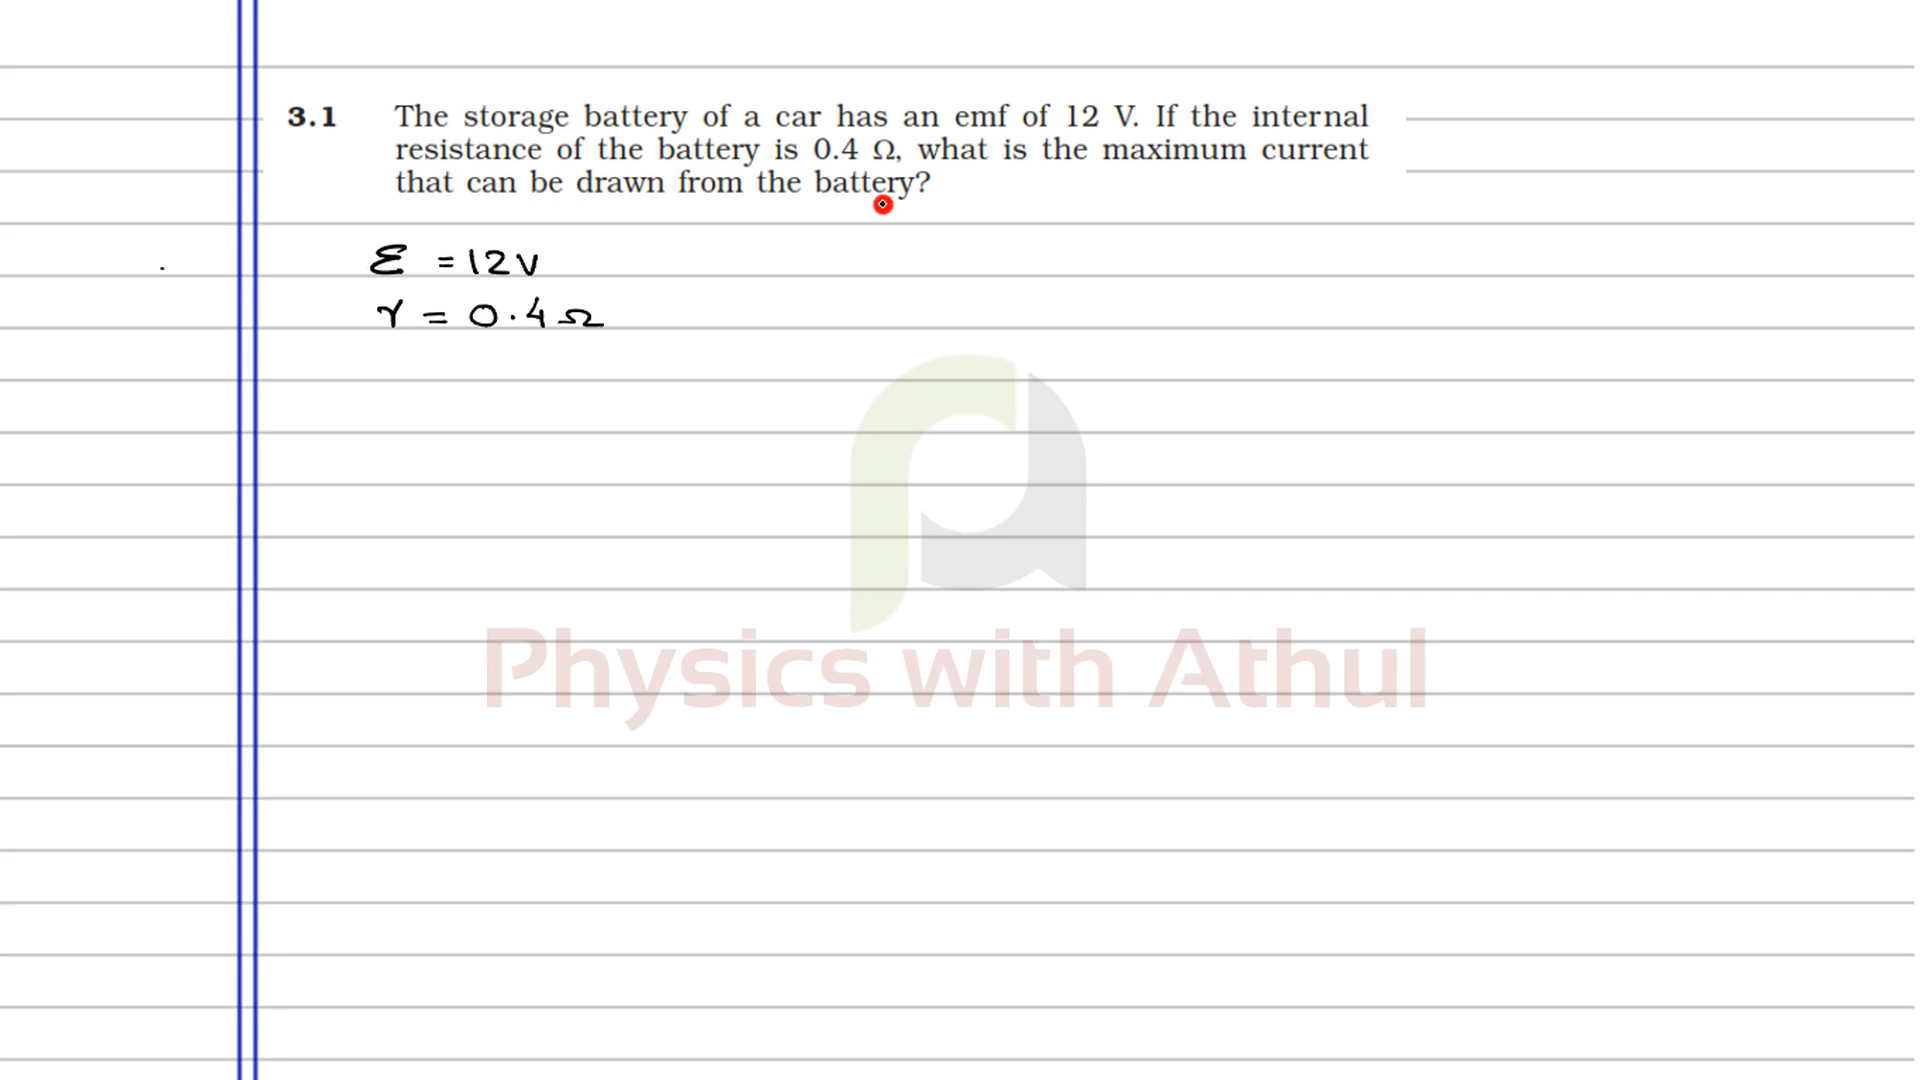 3.1 The storage battery of a car has an emf of 12 V. If the internal
resistance of the battery is 0.4 Ω, what is the maximum current
that can be drawn from the battery?
ℰ = 12V
r = 0.4 Ω
Physics with Athul